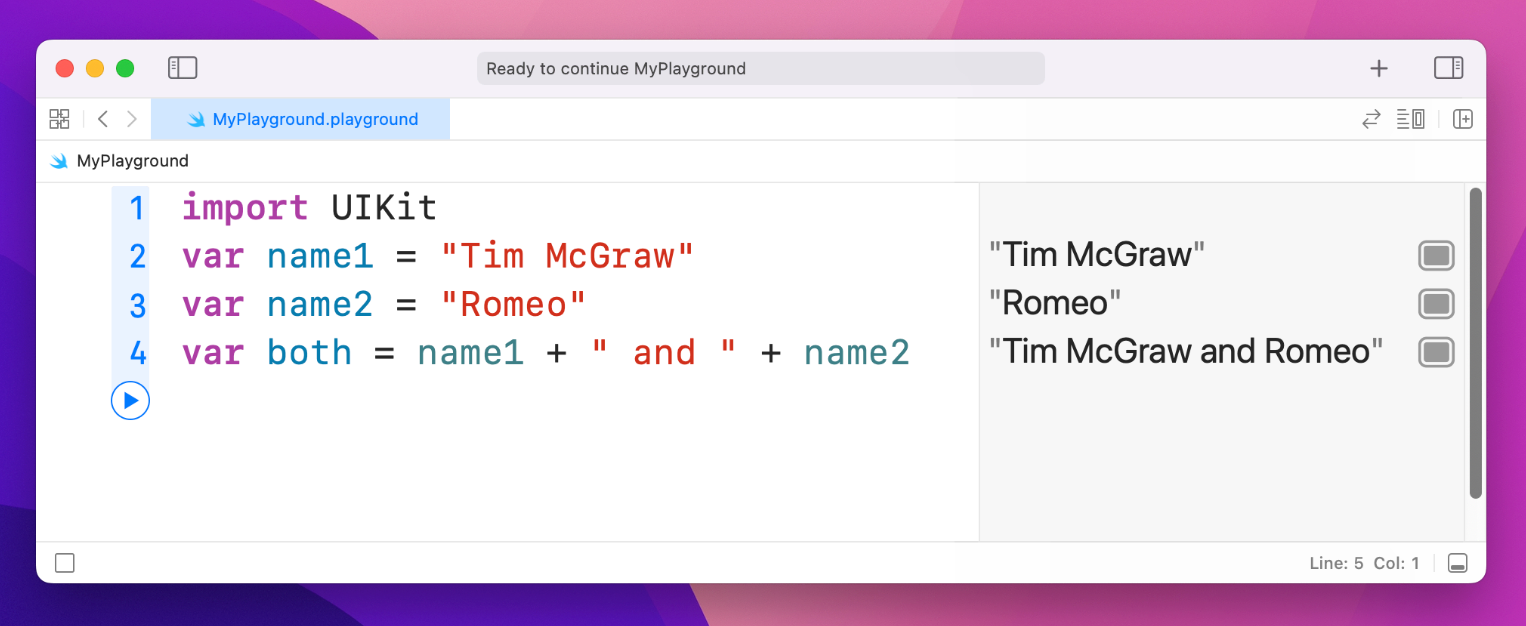 Ready to continue MyPlayground
MyPlayground.playground
MyPlayground
1 import UIKit
2 var name1 = "Tim McGraw" "Tim McGraw"
3 var name2 = "Romeo" "Romeo"
4 var both = name1 + " and " + name2 "Tim McGraw and Romeo"
Line: 5 Col: 1